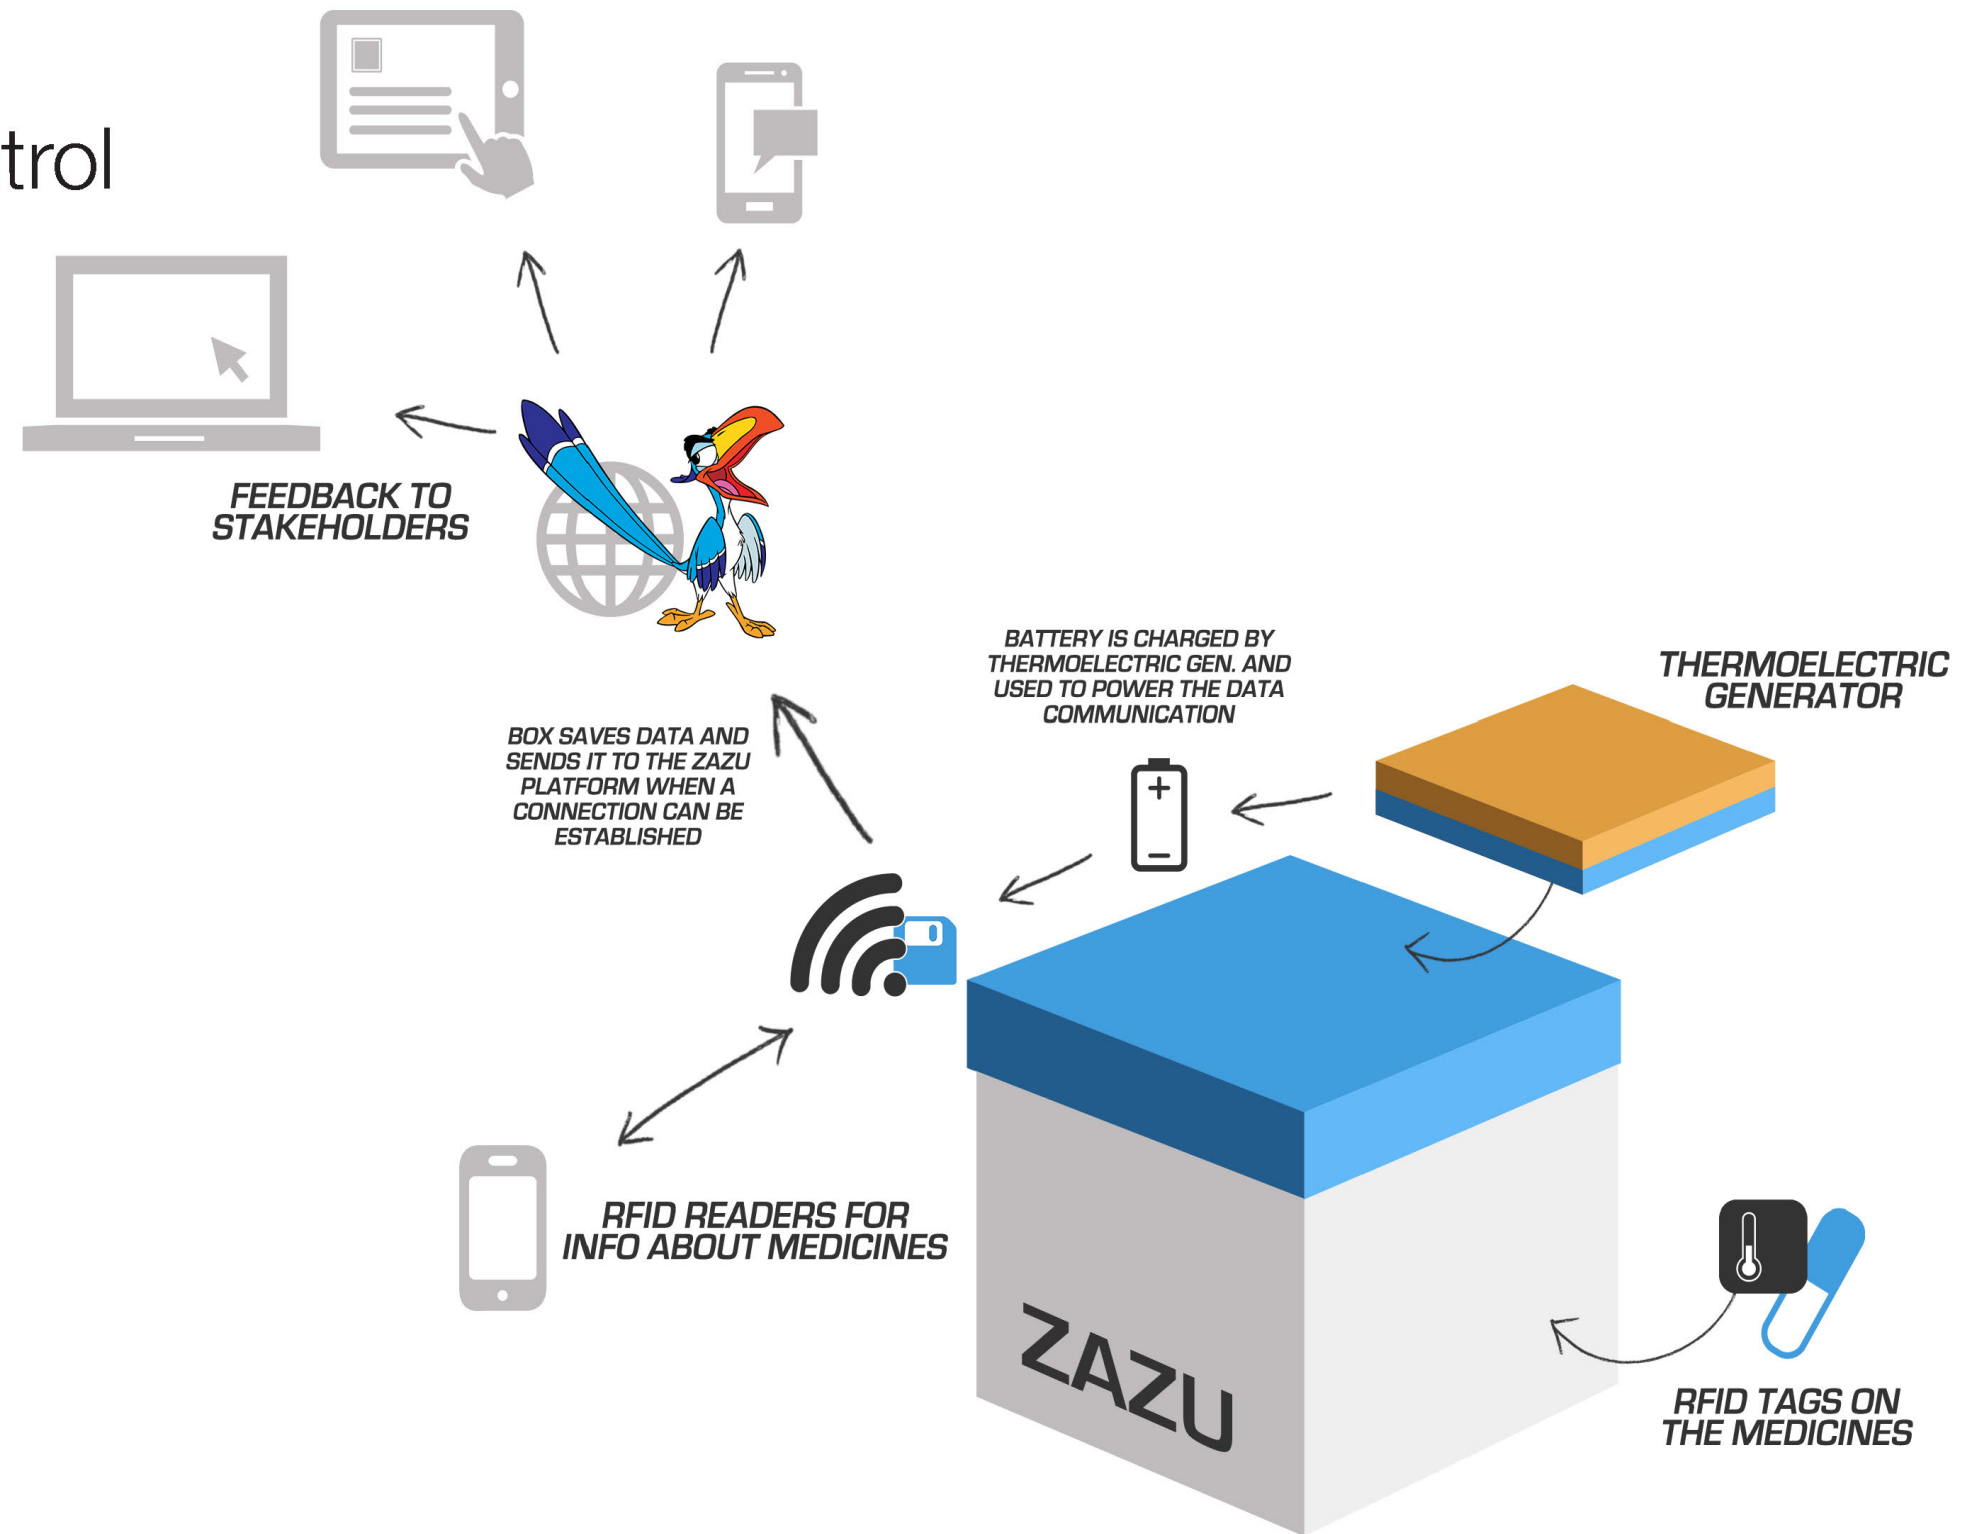 trol
FEEDBACK TO
STAKEHOLDERS
BATTERY IS CHARGED BY
THERMOELECTRIC GEN. AND
USED TO POWER THE DATA
COMMUNICATION
THERMOELECTRIC
GENERATOR
BOX SAVES DATA AND
SENDS IT TO THE ZAZU
PLATFORM WHEN A
CONNECTION CAN BE
ESTABLISHED
RFID READERS FOR
INFO ABOUT MEDICINES
ZAZU
RFID TAGS ON
THE MEDICINES